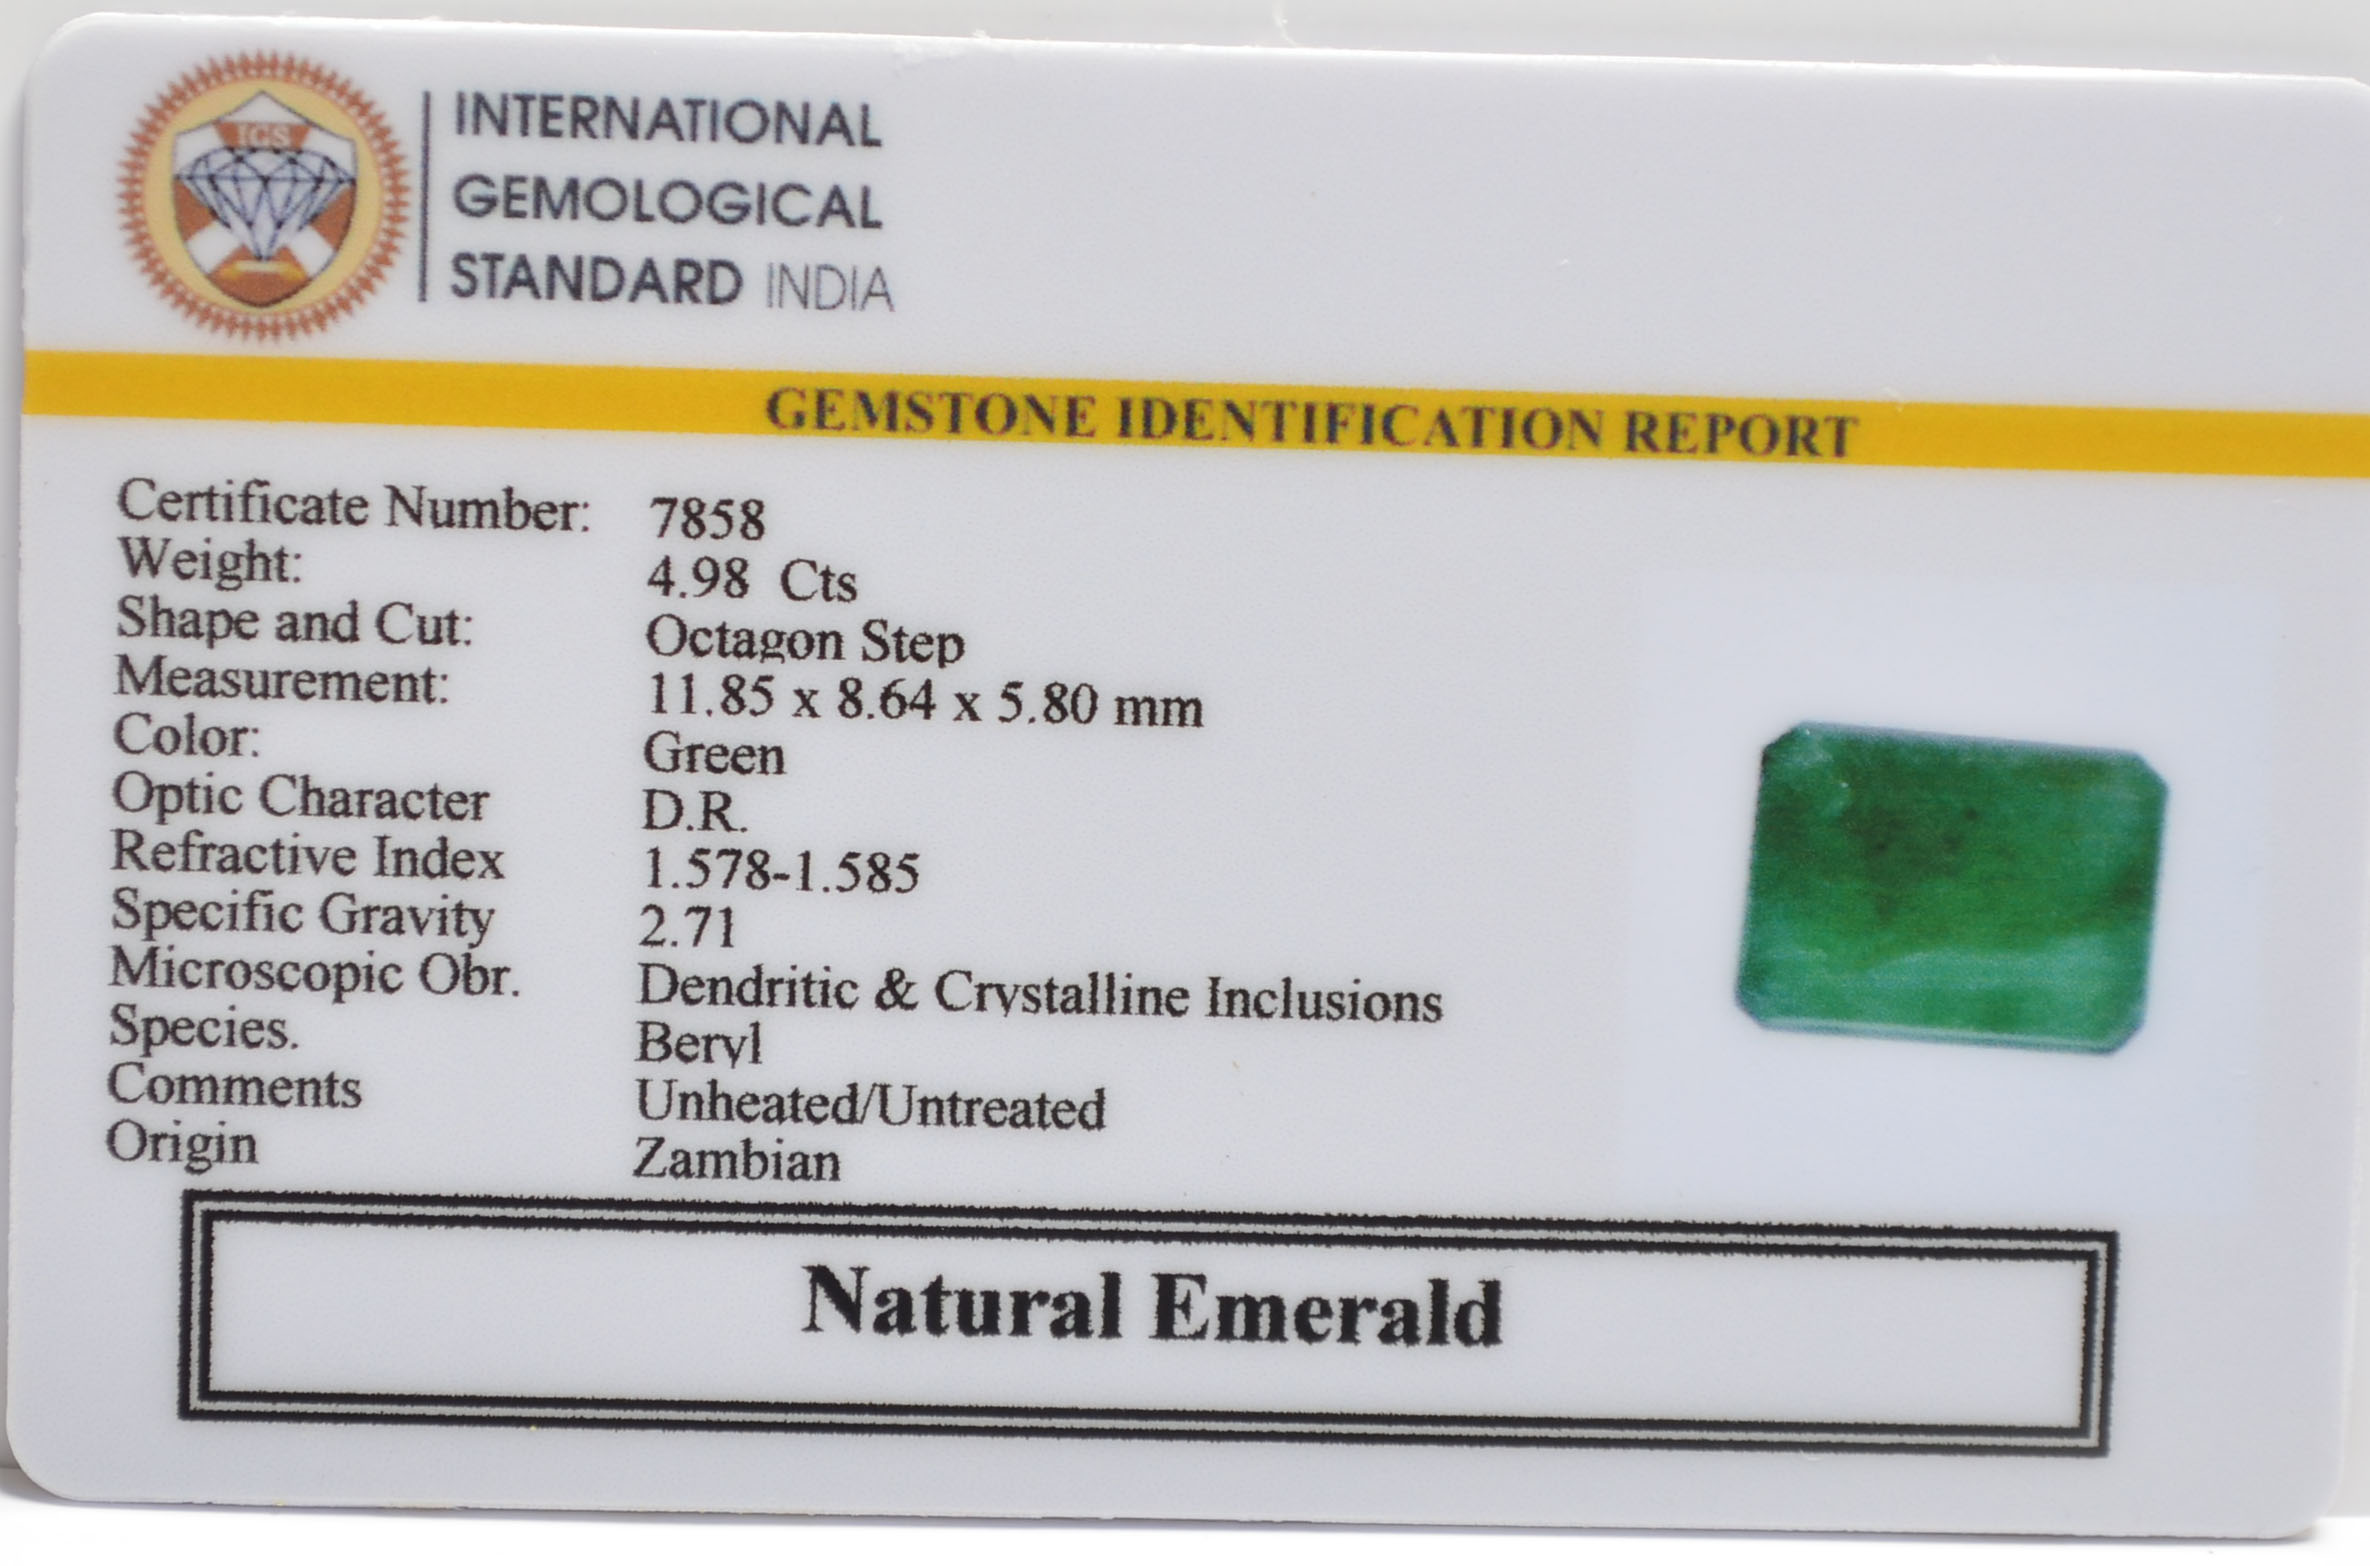 IGS
INTERNATIONAL
GEMOLOGICAL
STANDARD INDIA
GEMSTONE IDENTIFICATION REPORT
Certificate Number: 7858
Weight: 4.98 Cts
Shape and Cut: Octagon Step
Measurement: 11.85 x 8.64 x 5.80 mm
Color: Green
Optic Character D.R.
Refractive Index 1.578-1.585
Specific Gravity 2.71
Microscopic Obr. Dendritic & Crystalline Inclusions
Species. Beryl
Comments Unheated/Untreated
Origin Zambian
Natural Emerald